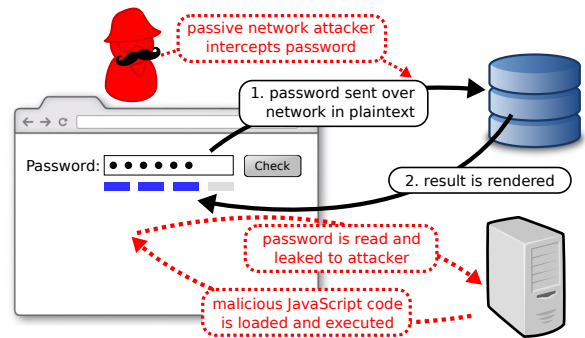 passive network attacker
intercepts password
1. password sent over
network in plaintext
Password:
Check
2. result is rendered
password is read and
leaked to attacker
malicious JavaScript code
is loaded and executed